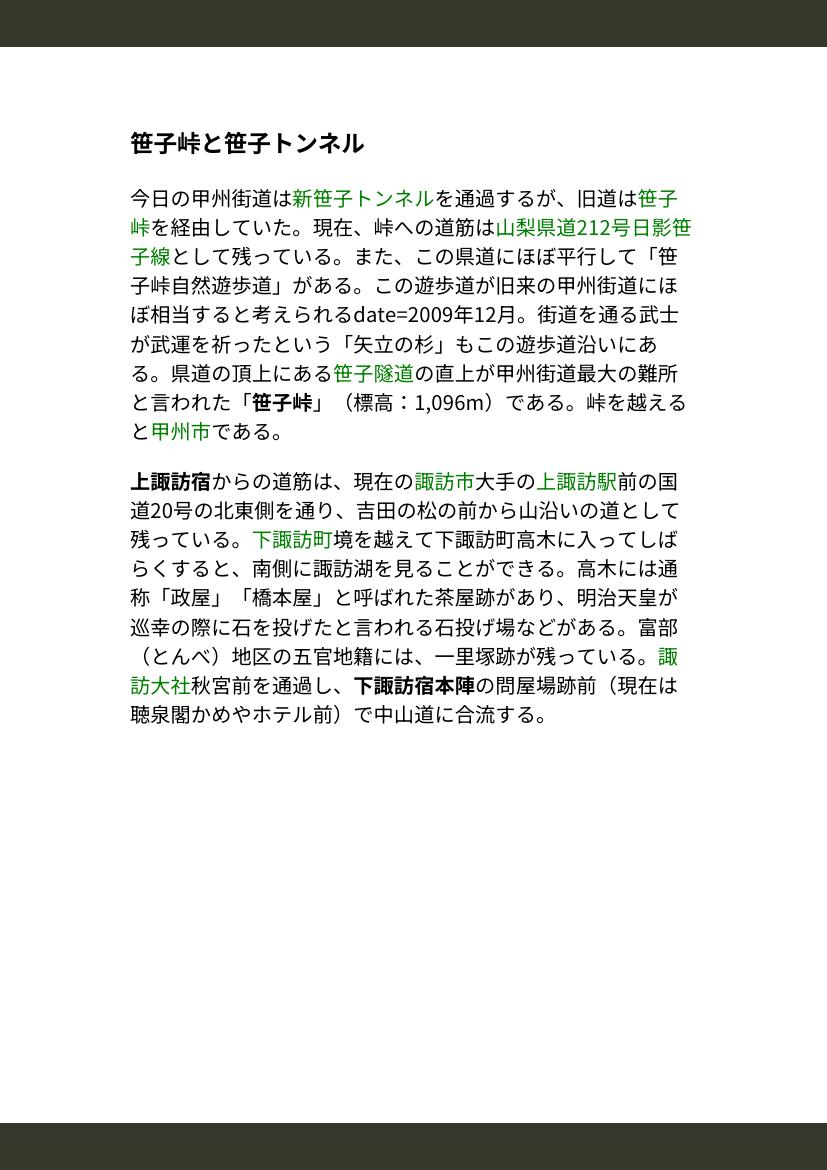 笹子峠と笹子トンネル
今日の甲州街道は新笹子トンネルを通過するが、旧道は笹子
峠を経由していた。現在、峠への道筋は山梨県道212号日影笹
子線として残っている。また、この県道にほぼ平行して「笹
子峠自然遊歩道」がある。この遊歩道が旧来の甲州街道にほ
ぼ相当すると考えられるdate=2009年12月。街道を通る武士
が武運を祈ったという「矢立の杉」もこの遊歩道沿いにあ
る。県道の頂上にある笹子隧道の直上が甲州街道最大の難所
と言われた「笹子峠」（標高：1,096m）である。峠を越える
と甲州市である。
上諏訪宿からの道筋は、現在の諏訪市大手の上諏訪駅前の国
道20号の北東側を通り、吉田の松の前から山沿いの道として
残っている。下諏訪町境を越えて下諏訪町高木に入ってしば
らくすると、南側に諏訪湖を見ることができる。高木には通
称「政屋」「橋本屋」と呼ばれた茶屋跡があり、明治天皇が
巡幸の際に石を投げたと言われる石投げ場などがある。富部
（とんべ）地区の五官地籍には、一里塚跡が残っている。諏
訪大社秋宮前を通過し、下諏訪宿本陣の問屋場跡前（現在は
聴泉閣かめやホテル前）で中山道に合流する。